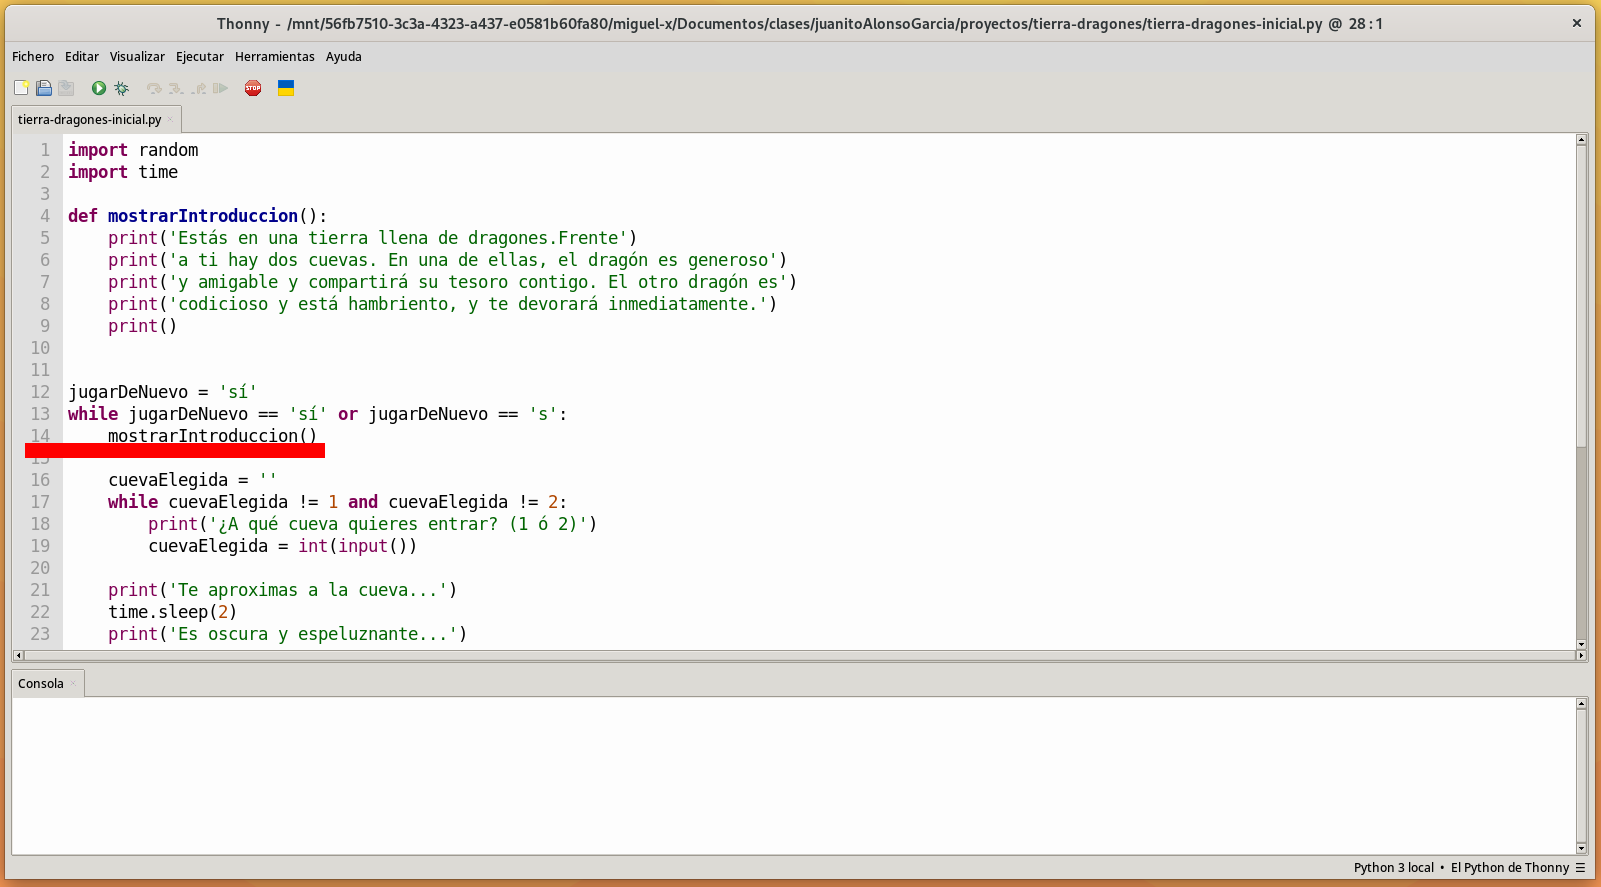 Thonny - /mnt/56fb7510-3c3a-4323-a437-e0581b60fa80/miguel-x/Documentos/clases/juanitoAlonsoGarcia/proyectos/tierra-dragones/tierra-dragones-inicial.py @ 28:1
Fichero Editar Visualizar Ejecutar Herramientas Ayuda
STOP
tierra-dragones-inicial.py
1 import random
2 import time
3
4 def mostrarIntroduccion():
5     print('Estás en una tierra llena de dragones.Frente')
6     print('a ti hay dos cuevas. En una de ellas, el dragón es generoso')
7     print('y amigable y compartirá su tesoro contigo. El otro dragón es')
8     print('codicioso y está hambriento, y te devorará inmediatamente.')
9     print()
10
11
12 jugarDeNuevo = 'sí'
13 while jugarDeNuevo == 'sí' or jugarDeNuevo == 's':
14     mostrarIntroduccion()
15
16     cuevaElegida = ''
17     while cuevaElegida != 1 and cuevaElegida != 2:
18         print('¿A qué cueva quieres entrar? (1 ó 2)')
19         cuevaElegida = int(input())
20
21     print('Te aproximas a la cueva...')
22     time.sleep(2)
23     print('Es oscura y espeluznante...')
Consola
Python 3 local • El Python de Thonny ☰